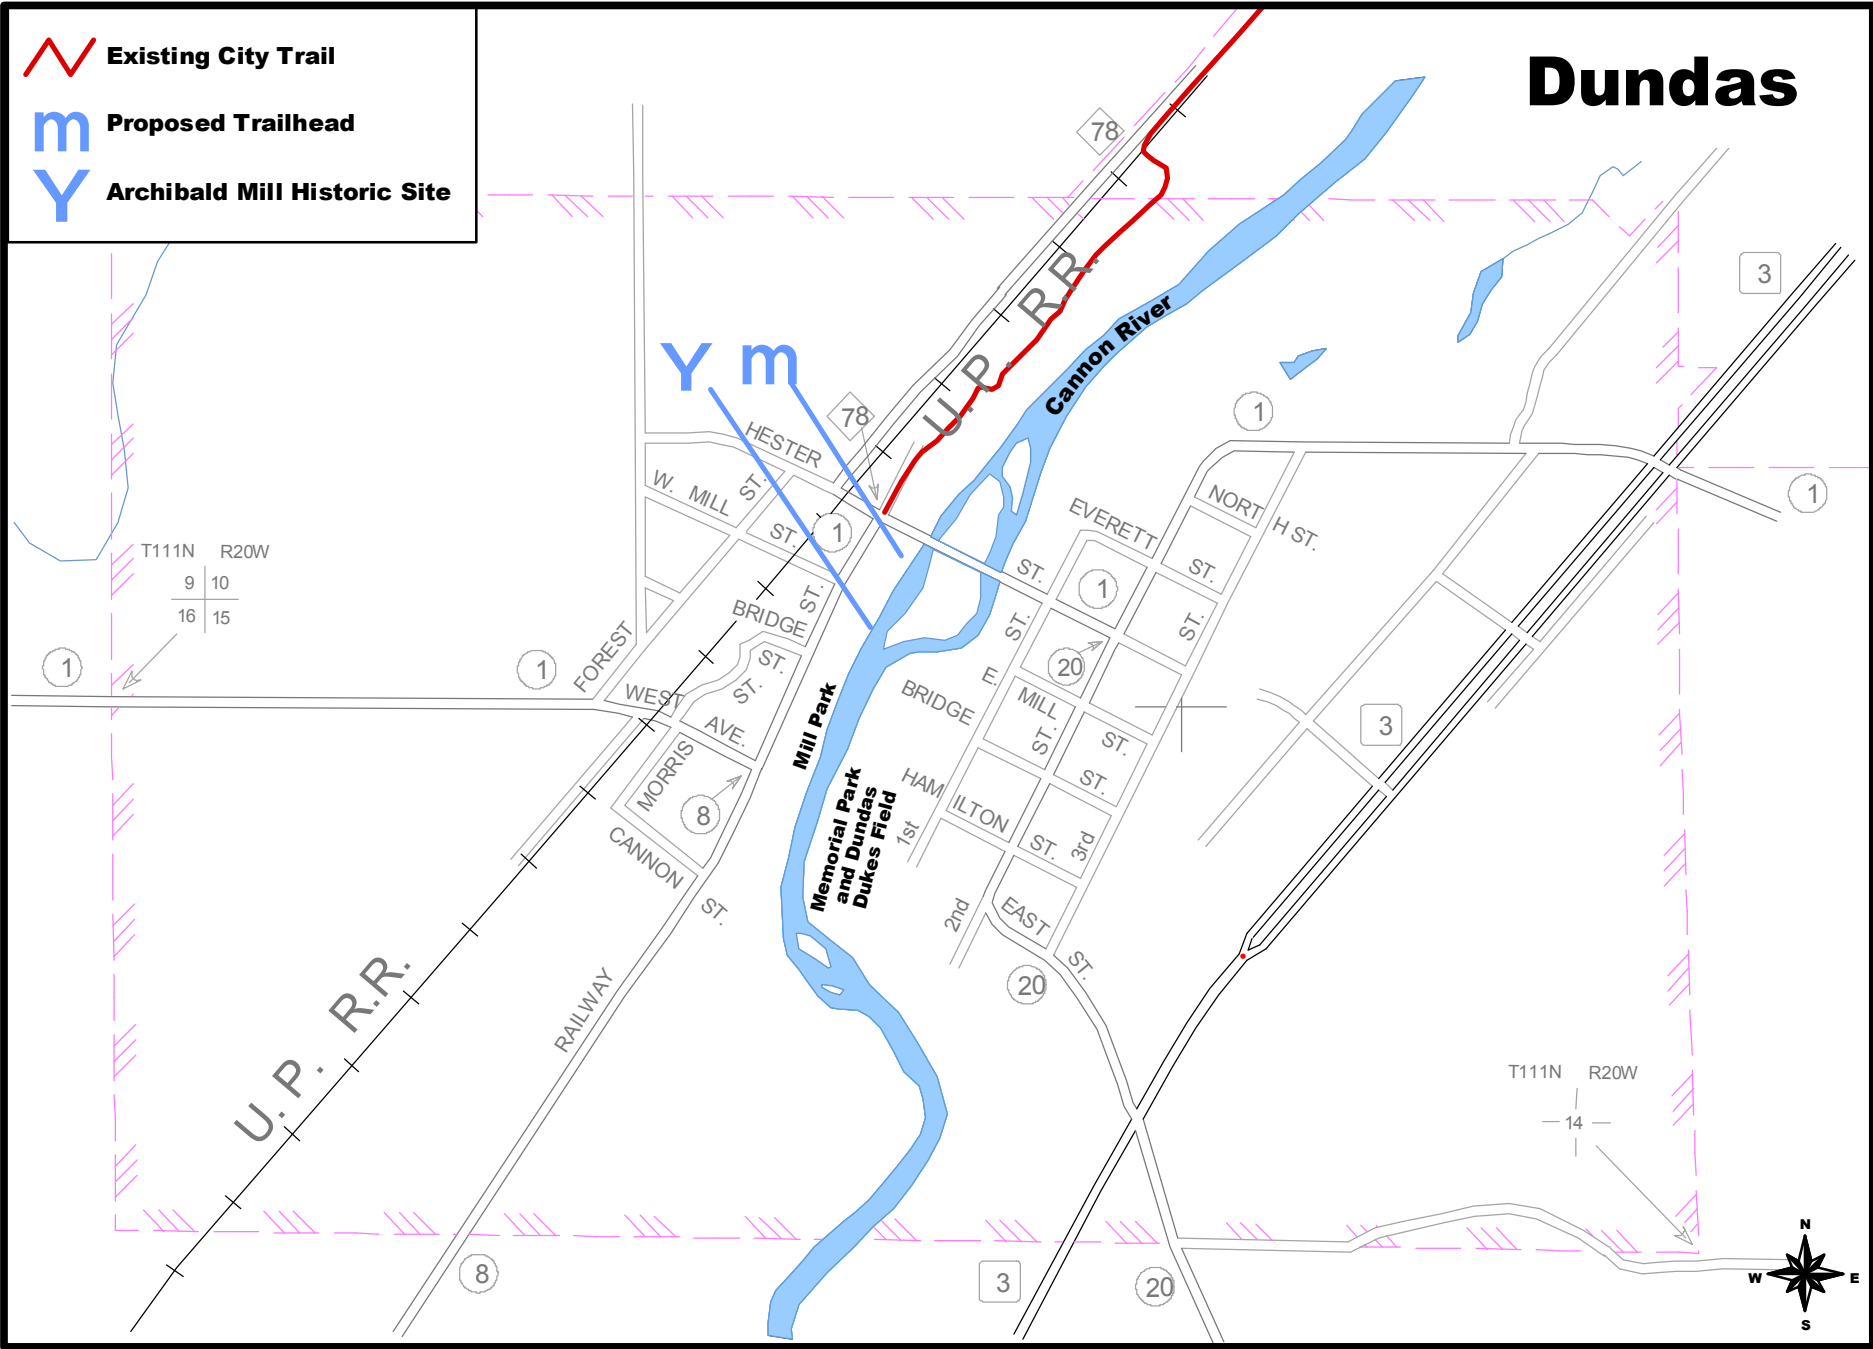 Existing City Trail
m Proposed Trailhead
Y Archibald Mill Historic Site
Dundas
78
3
U. P. R.R.
Cannon River
Y m
78
1
HESTER
ST.
W. MILL
ST.
ST.
1
1
NORTH ST.
EVERETT
ST.
T111N R20W
9 10
16 15
1
1
FOREST
BRIDGE
ST.
ST.
ST.
WEST
AVE.
1
20
ST.
ST.
E.
MILL
ST.
BRIDGE
ST.
ST.
3
Mill Park
MORRIS
8
CANNON
ST.
Memorial Park
and Dundas
Dukes Field
HAMILTON
ST.
1st
2nd
3rd
EAST
ST.
20
U. P. R.R.
RAILWAY
T111N R20W
14
8
3
20
N
W E
S